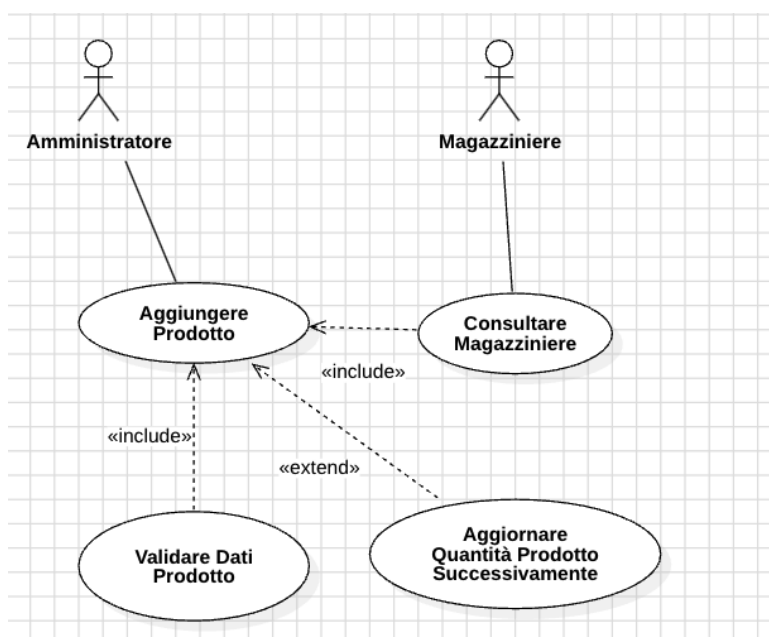 Amministratore
Magazziniere
Aggiungere
Prodotto
Consultare
Magazziniere
«include»
«include»
«extend»
Validare Dati
Prodotto
Aggiornare
Quantità Prodotto
Successivamente